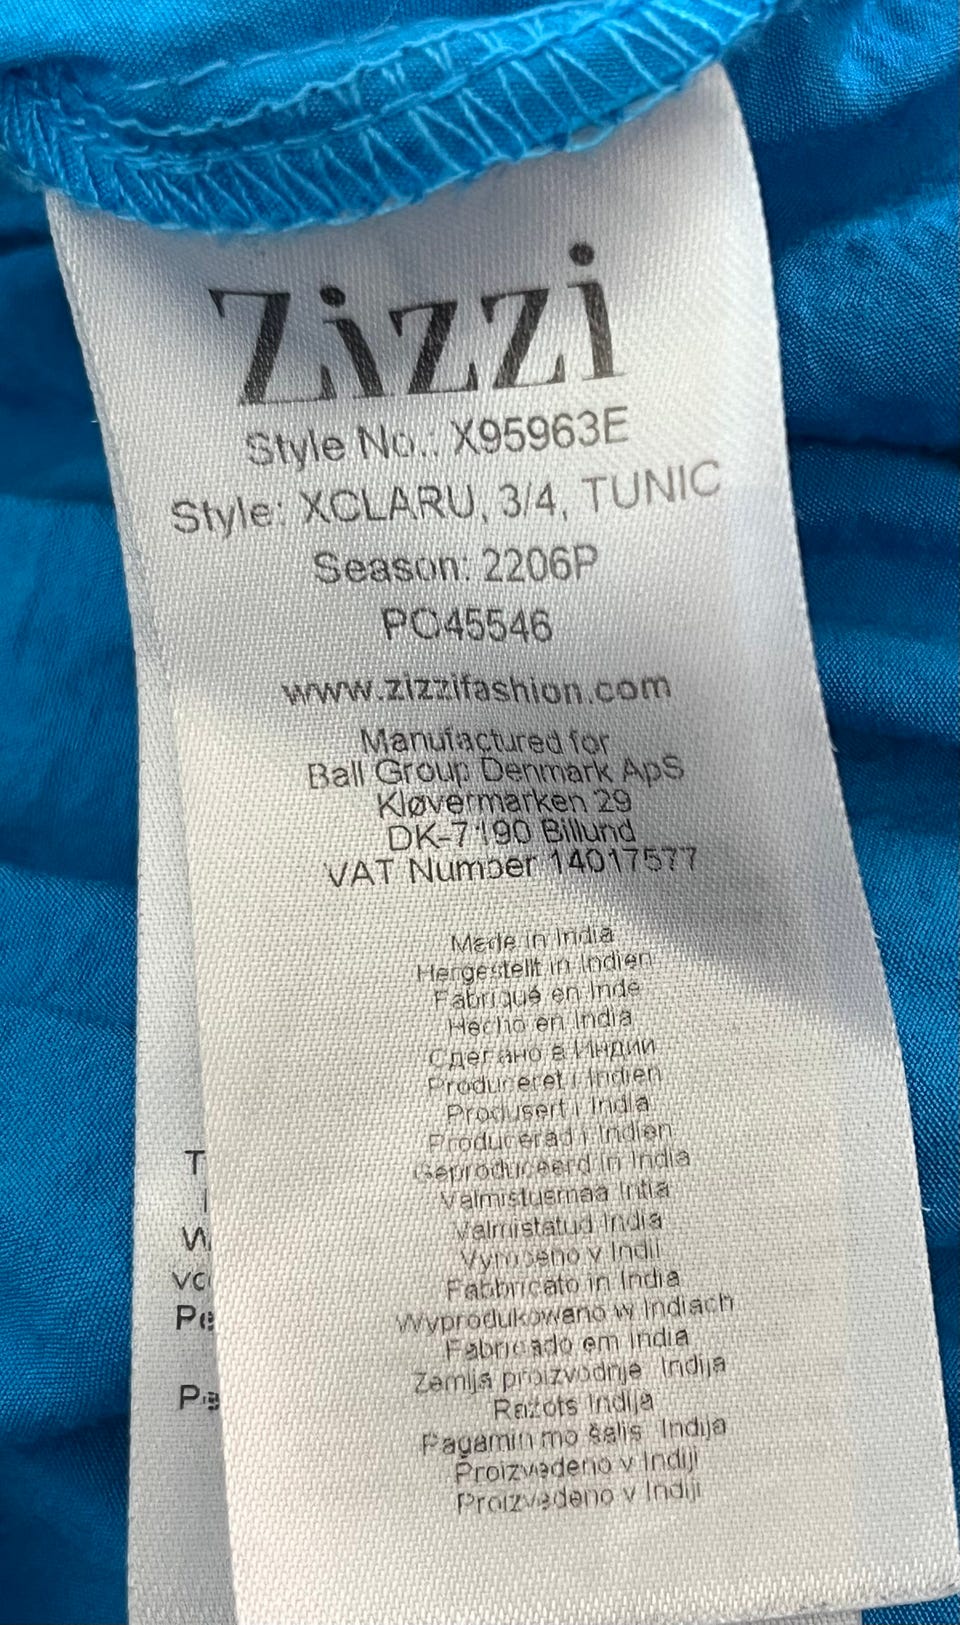 Zizzi
Style No.: X95963E
Style: XCLARU, 3/4, TUNIC
Season: 2206P
PO45546
www.zizzifashion.com
Manufactured for
Ball Group Denmark ApS
Kløvermarken 29
DK-7190 Billund
VAT Number 14017577
Made in India
Hergestellt in Indien
Fabriqué en Inde
Hecho en India
Сделано в Индии
Produceret i Indien
Produsert i India
Producerad i Indien
Geproduceerd in India
Valmistusmaa Intia
Valmistatud India
Vyrobeno v Indii
Fabbricato in India
Wyprodukowano w Indiach
Fabricado em India
Zemlja proizvodnje Indija
Ražots Indija
Pagamin mo šalis Indija
Proizvedeno v Indiji
Proizvedeno v Indiji